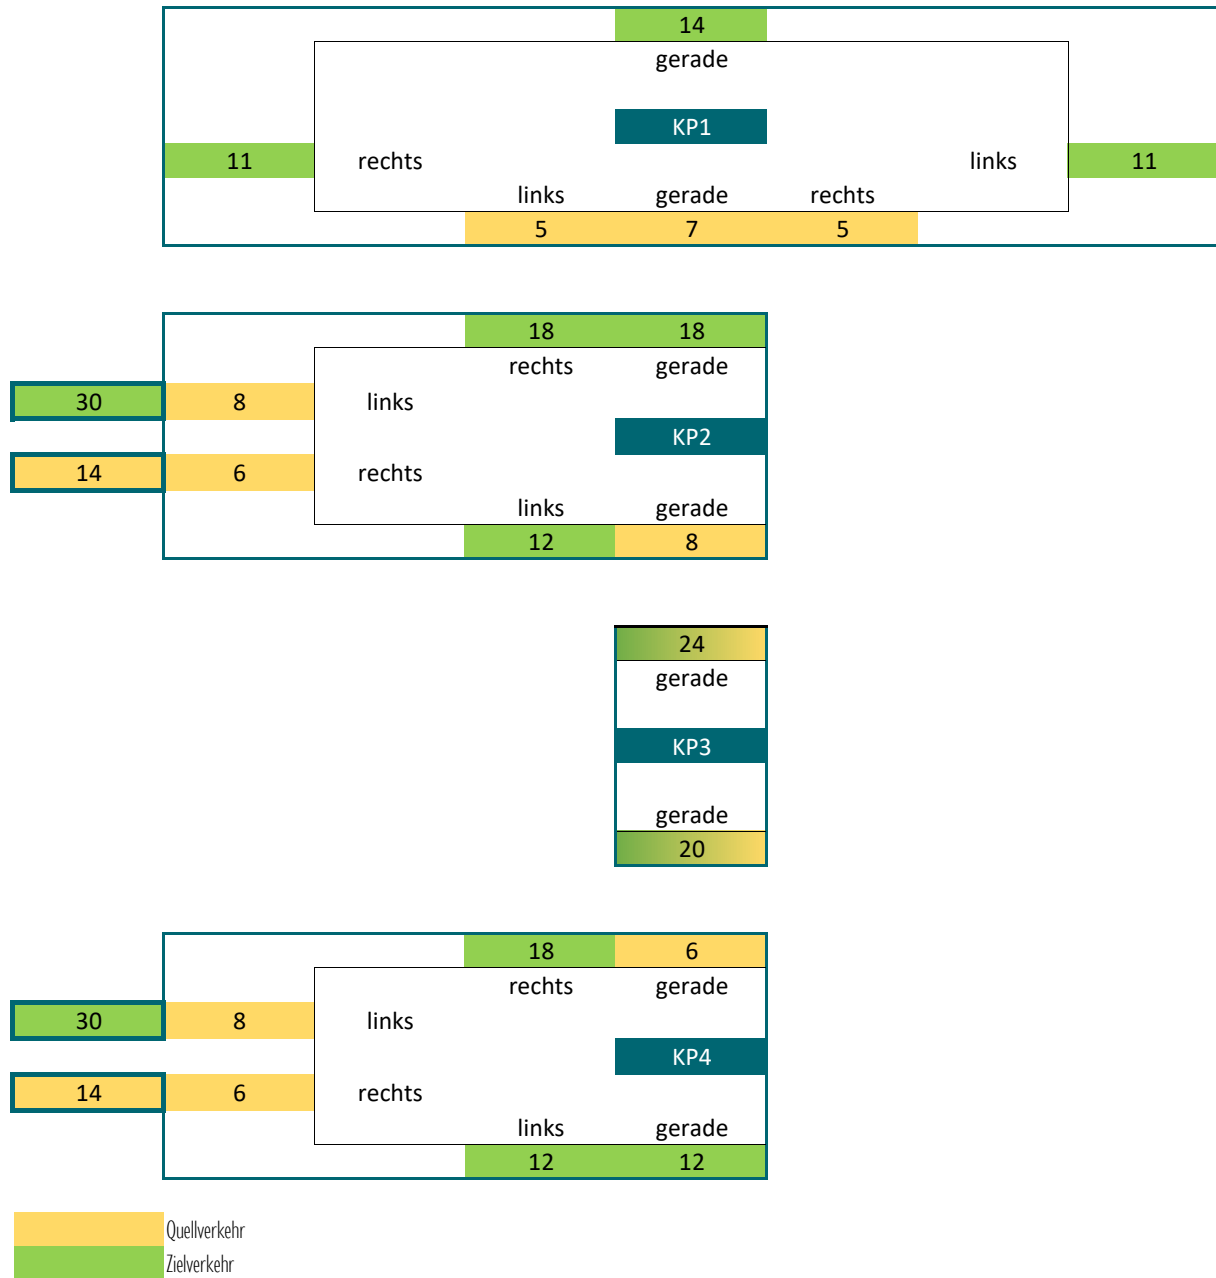 14
gerade
KP1
11 rechts links 11
links gerade rechts
5 7 5
18 18
rechts gerade
30 8 links
KP2
14 6 rechts
links gerade
12 8
24
gerade
KP3
gerade
20
18 6
rechts gerade
30 8 links
KP4
14 6 rechts
links gerade
12 12
Quellverkehr
Zielverkehr